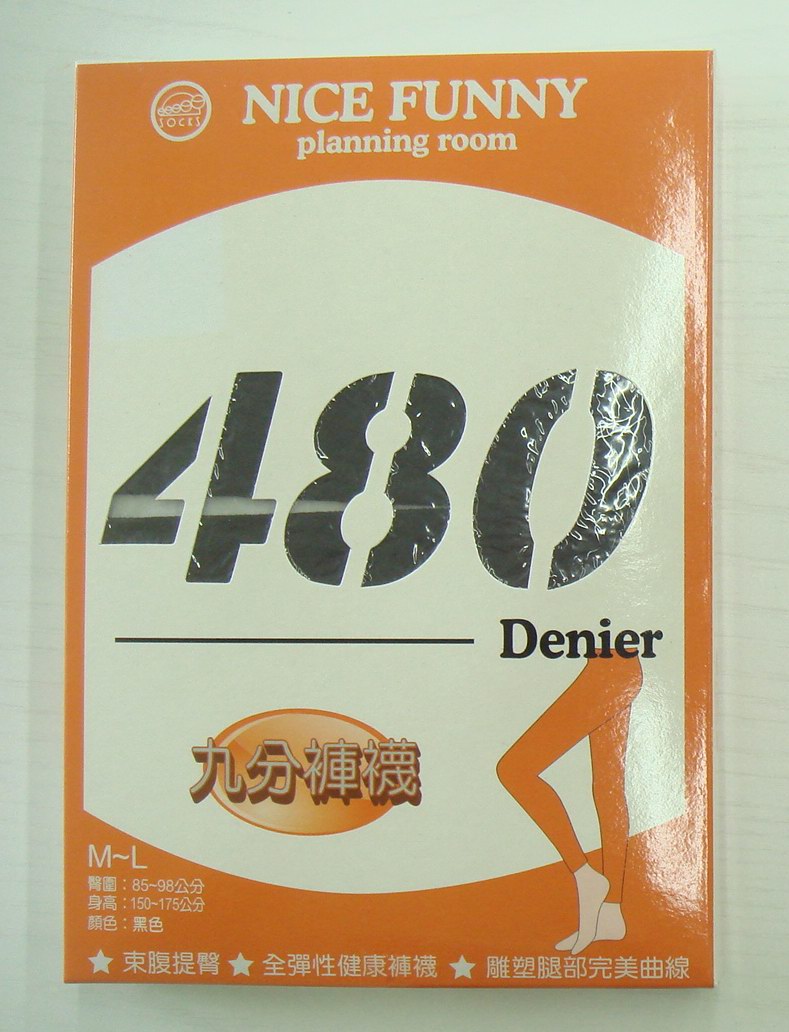 SOCKS
NICE FUNNY
planning room
480
Denier
九分褲襪
M~L
臀圍：85~98公分
身高：150~175公分
顏色：黑色
★ 束腹提臀 ★ 全彈性健康褲襪 ★ 雕塑腿部完美曲線